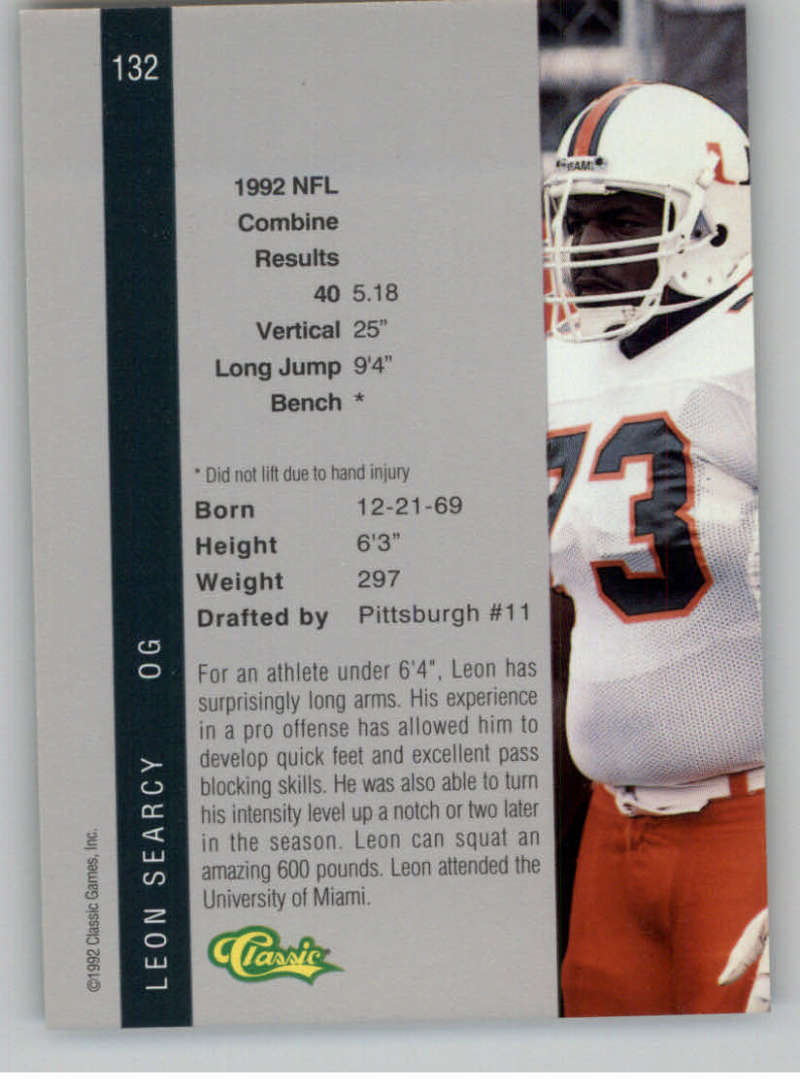 132
1992 NFL
Combine
Results
40 5.18
Vertical 25"
Long Jump 9'4"
Bench *
* Did not lift due to hand injury
Born 12-21-69
Height 6'3"
Weight 297
Drafted by Pittsburgh #11
For an athlete under 6'4", Leon has
surprisingly long arms. His experience
in a pro offense has allowed him to
develop quick feet and excellent pass
blocking skills. He was also able to turn
his intensity level up a notch or two later
in the season. Leon can squat an
amazing 600 pounds. Leon attended the
University of Miami.
Classic
LEON SEARCY OG
©1992 Classic Games, Inc.
73